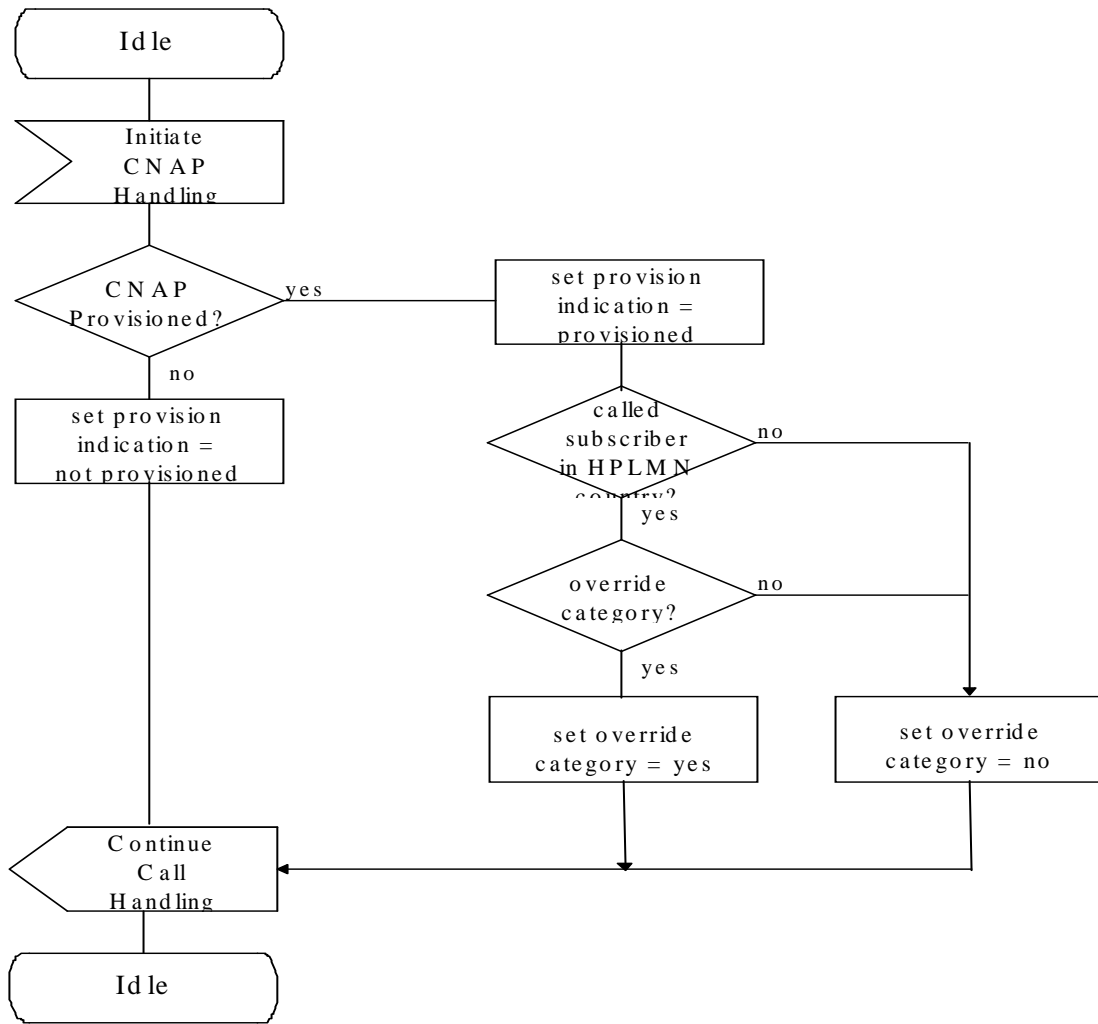 Idle
Initiate
CNAP
Handling
CNAP
Provisioned?
yes
set provision
indication =
provisioned
no
set provision
indication =
not provisioned
called
subscriber
in HPLMN
country?
no
yes
override
category?
no
yes
set override
category = yes
set override
category = no
Continue
Call
Handling
Idle